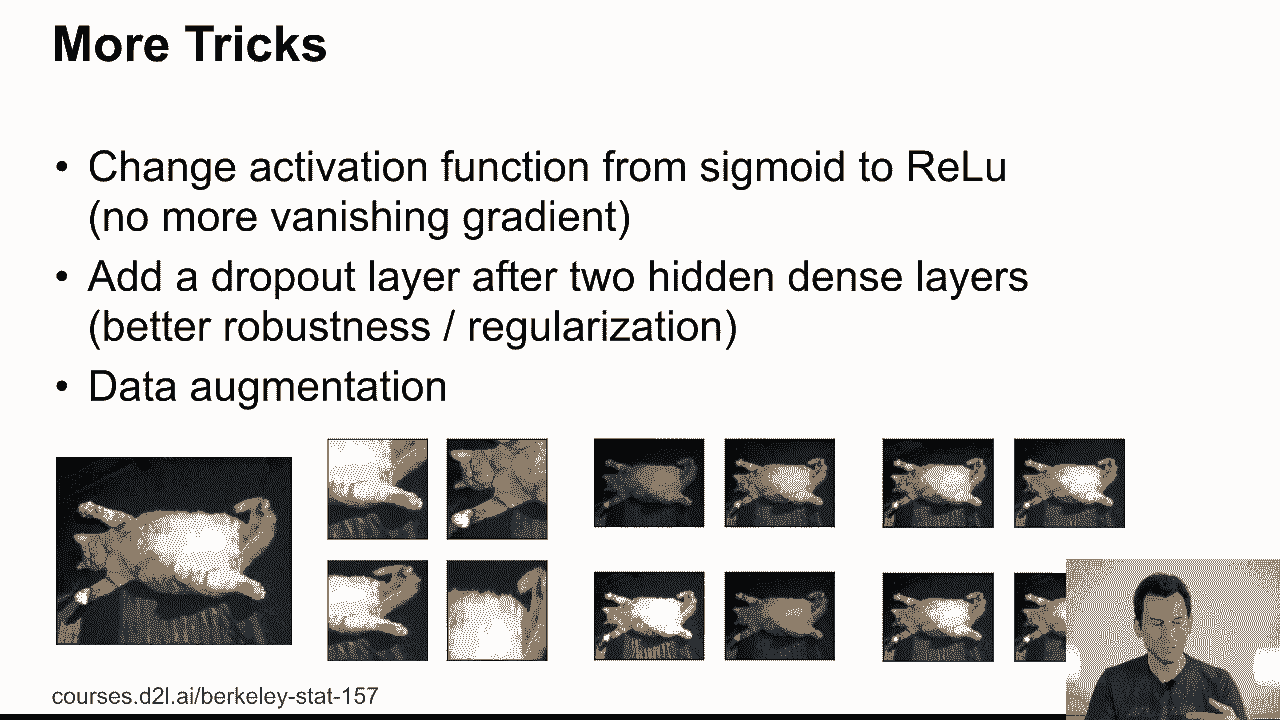 More Tricks
• Change activation function from sigmoid to ReLu
(no more vanishing gradient)
• Add a dropout layer after two hidden dense layers
(better robustness / regularization)
• Data augmentation
courses.d2l.ai/berkeley-stat-157